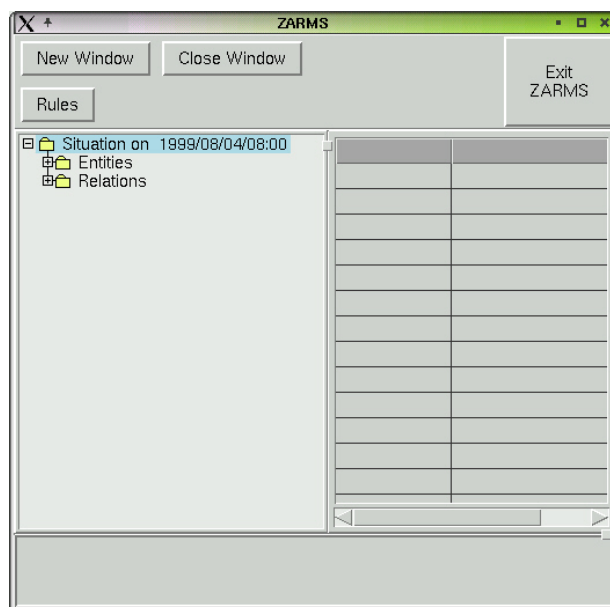 ZARMS
New Window
Close Window
Exit
ZARMS
Rules
Situation on 1999/08/04/08:00
Entities
Relations